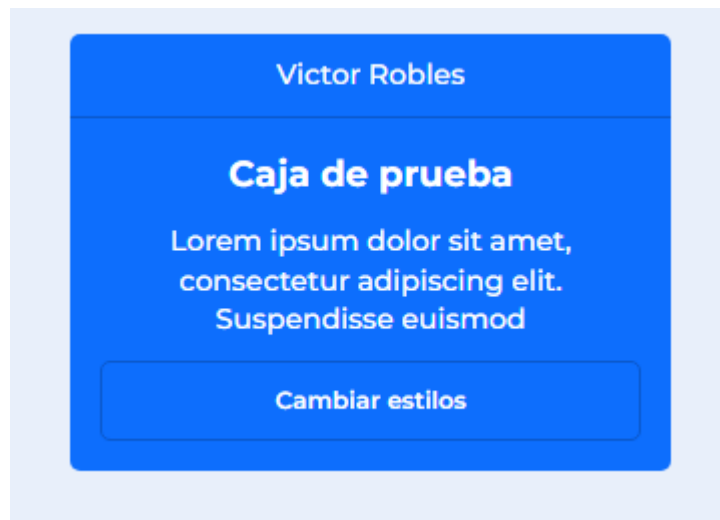 Victor Robles
Caja de prueba
Lorem ipsum dolor sit amet,
consectetur adipiscing elit.
Suspendisse euismod
Cambiar estilos